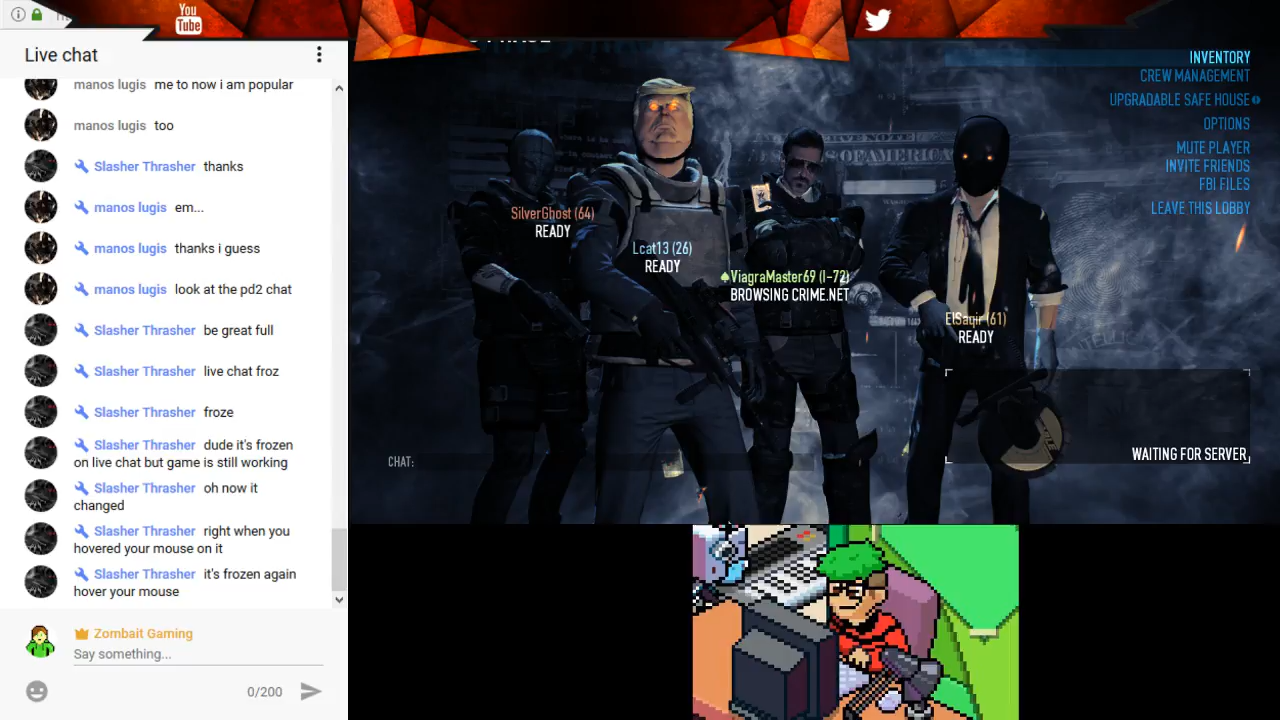 You
Tube
Live chat
manos lugis me to now i am popular
manos lugis too
Slasher Thrasher thanks
manos lugis em...
manos lugis thanks i guess
manos lugis look at the pd2 chat
Slasher Thrasher be great full
Slasher Thrasher live chat froz
Slasher Thrasher froze
Slasher Thrasher dude it's frozen
on live chat but game is still working
Slasher Thrasher oh now it
changed
Slasher Thrasher right when you
hovered your mouse on it
Slasher Thrasher it's frozen again
hover your mouse
Zombait Gaming
Say something...
0/200
INVENTORY
CREW MANAGEMENT
UPGRADABLE SAFE HOUSE
OPTIONS
MUTE PLAYER
INVITE FRIENDS
FBI FILES
LEAVE THIS LOBBY
SilverGhost (64)
READY
Lcat13 (26)
READY
ViagraMaster69 (I-72)
BROWSING CRIME.NET
ElSaqir (61)
READY
CHAT:
WAITING FOR SERVER